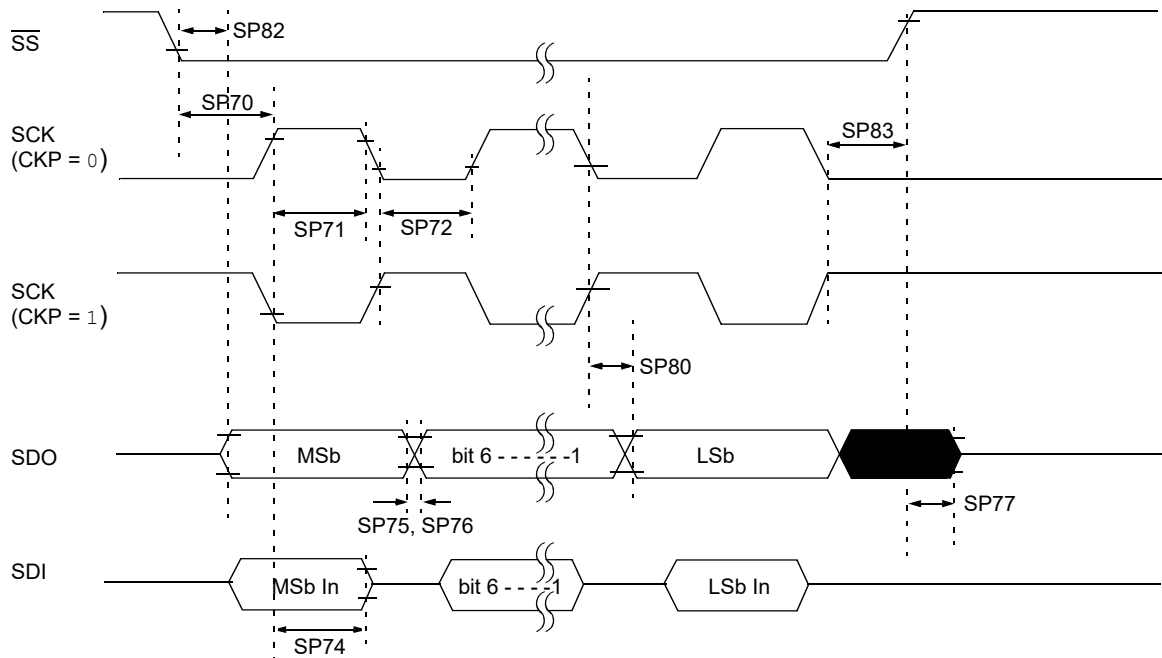 SS
SP82
SP70
SCK
(CKP = 0)
SP83
SP71
SP72
SCK
(CKP = 1)
SP80
SDO
MSb
bit 6 - - - - - - -1
LSb
SP75, SP76
SP77
SDI
MSb In
bit 6 - - - - -1
LSb In
SP74